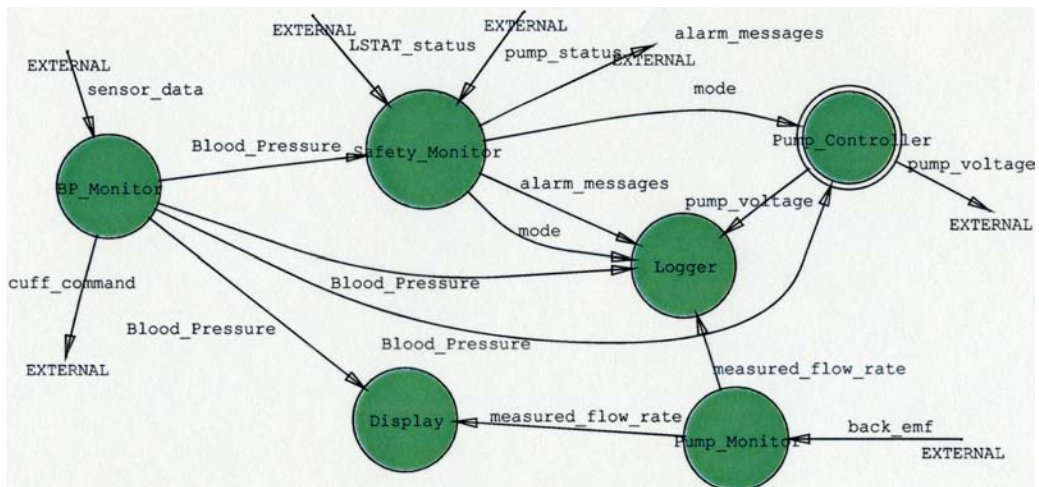 EXTERNAL
EXTERNAL
LSTAT_status
pump_status
alarm_messages
EXTERNAL
EXTERNAL
sensor_data
mode
Blood_Pressure
Safety_Monitor
Pump_Controller
pump_voltage
BP_Monitor
alarm_messages
pump_voltage
EXTERNAL
mode
Logger
cuff_command
Blood_Pressure
Blood_Pressure
Blood_Pressure
EXTERNAL
measured_flow_rate
Display
measured_flow_rate
Pump_Monitor
back_emf
EXTERNAL